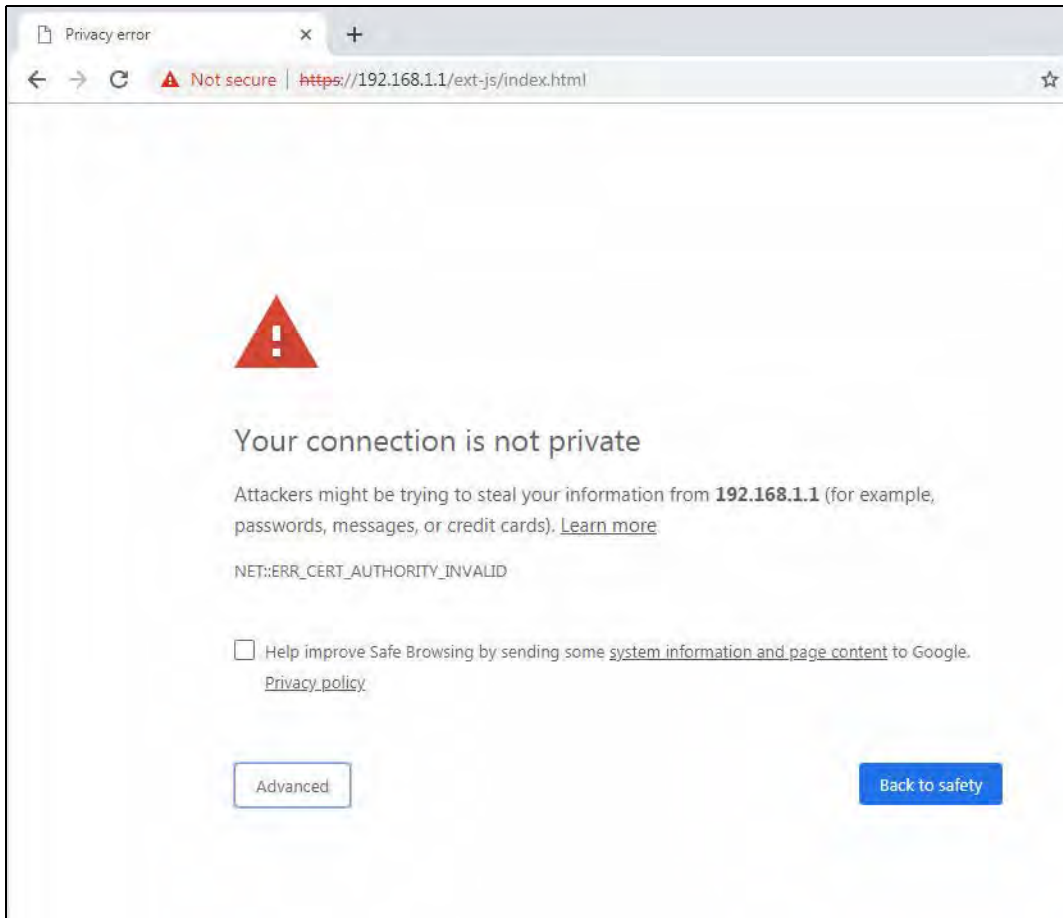 Privacy error
Not secure | https://192.168.1.1/ext-js/index.html
Your connection is not private
Attackers might be trying to steal your information from 192.168.1.1 (for example,
passwords, messages, or credit cards). Learn more
NET::ERR_CERT_AUTHORITY_INVALID
Help improve Safe Browsing by sending some system information and page content to Google.
Privacy policy
Advanced
Back to safety